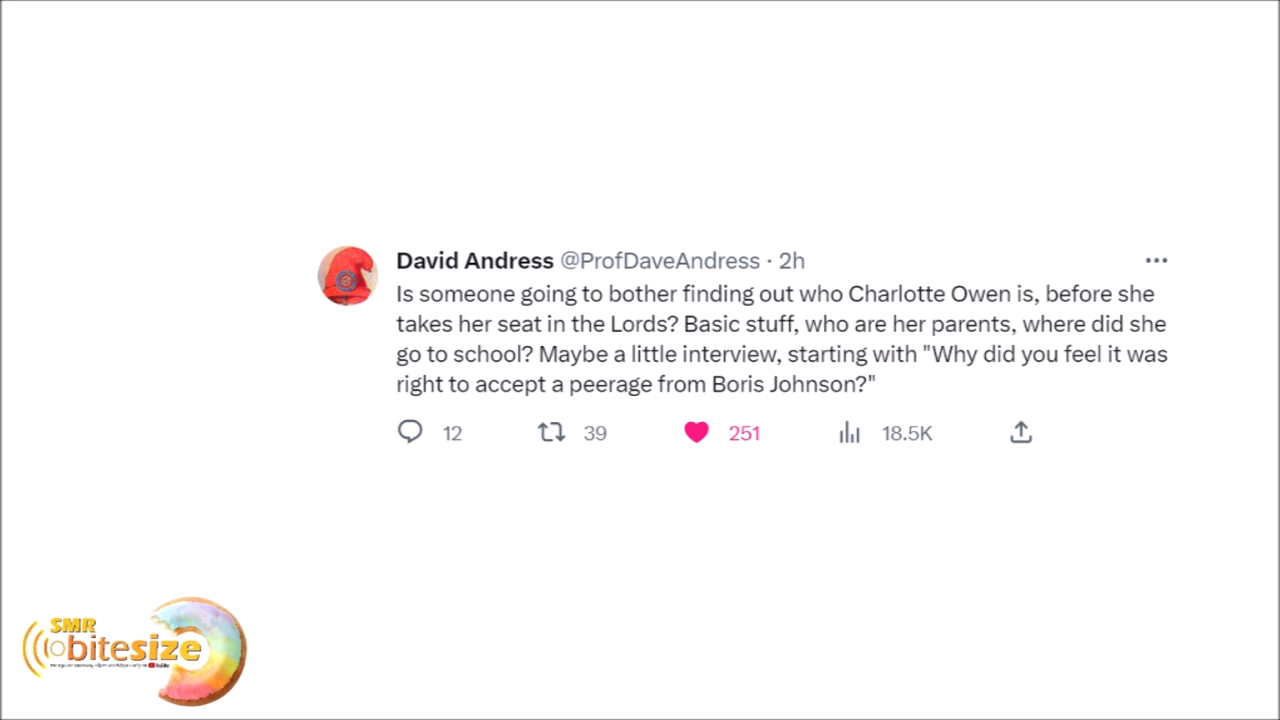 David Andress @ProfDaveAndress · 2h
Is someone going to bother finding out who Charlotte Owen is, before she
takes her seat in the Lords? Basic stuff, who are her parents, where did she
go to school? Maybe a little interview, starting with "Why did you feel it was
right to accept a peerage from Boris Johnson?"
12 39 251 18.5K
SMR
bitesize